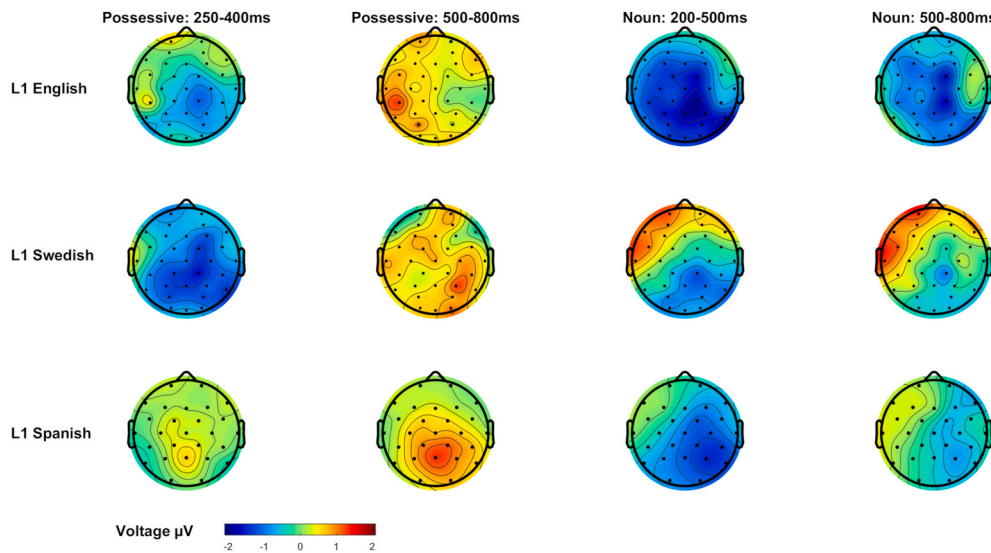 Possessive: 250-400ms Possessive: 500-800ms Noun: 200-500ms Noun: 500-800ms
L1 English
L1 Swedish
L1 Spanish
Voltage µV
-2 -1 0 1 2